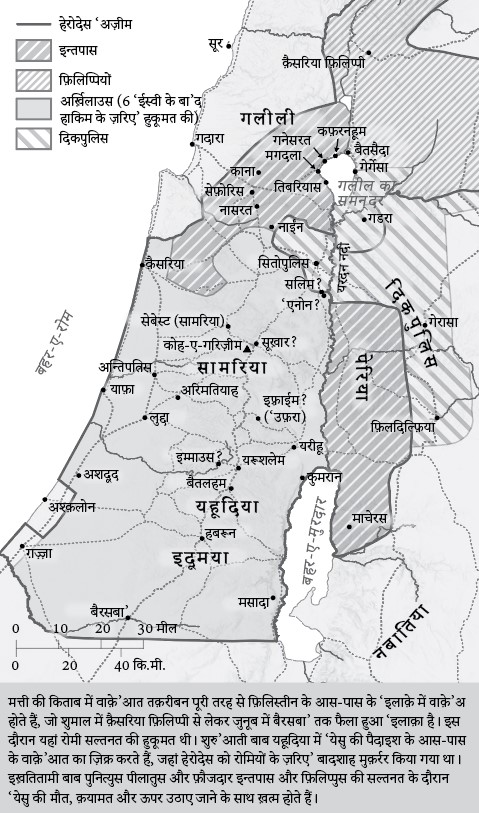 हेरोदेस ‘अज़ीम
इन्तपास
फ़िलिप्पियो
अर्ख़िलाउस (6 ‘ईस्वी के बा’द
हाकिम के ज़रिए’ हुकूमत की)
दिकपुलिस
सूर
क़ैसरिया फ़िलिप्पी
गलीली
गदारा
गनेसरत
कफ़रनहूम
मगदला
बैतसैदा
गेर्गेसा
काना
तिबरियास
गलील का
समन्दर
सेफ़ोरिस
नासरत
गडरा
नाइन
क़ैसरिया
सितोपुलिस
यरदन नदी
सलिम?
‘एनोन?
दिकपुलिस
गेरासा
बहर-ए-रोम
सेबेस्ट (सामरिया)
कोह-ए-गरिज़ीम
सूख़ार?
सामरिया
अन्तिपत्रिस
याफ़ा
अरिमतियाह
पेरिया
इफ़्राईम?
(‘उफ़रा)
लुद्दा
फ़िलदिल्फ़िया
इम्माउस?
यरीहू
यरूशलेम
अशदूद
बैतलहम
कुमरान
यहूदिया
अश्क़लोन
माचेरस
हबरून
बहर-ए-मुरदार
गज़्ज़ा
इदूमया
मसादा
नबातिया
बैरसबा’
0 10 20 30 मील
0 20 40 कि.मी.
मत्ती की किताब में वाक़े’आत तक़रीबन पूरी तरह से फ़िलिस्तीन के आस-पास के ‘इलाक़े में वाक़े’अ
होते हैं, जो शुमाल में क़ैसरिया फ़िलिप्पी से लेकर जुनूब में बैरसबा’ तक फैला हुआ ‘इलाक़ा है। इस
दौरान यहां रोमी सल्तनत की हुकूमत थी। शुरु’आती बाब यहूदिया में ‘येसु की पैदाइश के आस-पास
के वाक़े’आत का ज़िक्र करते हैं, जहां हेरोदेस को रोमियों के ज़रिए’ बादशाह मुक़र्रर किया गया था।
इख़्तितामी बाब पुनित्युस पीलातुस और फ़ौजदार इन्तपास और फ़िलिप्पुस की सल्तनत के दौरान
‘येसु की मौत, क़यामत और ऊपर उठाए जाने के साथ ख़त्म होते हैं।